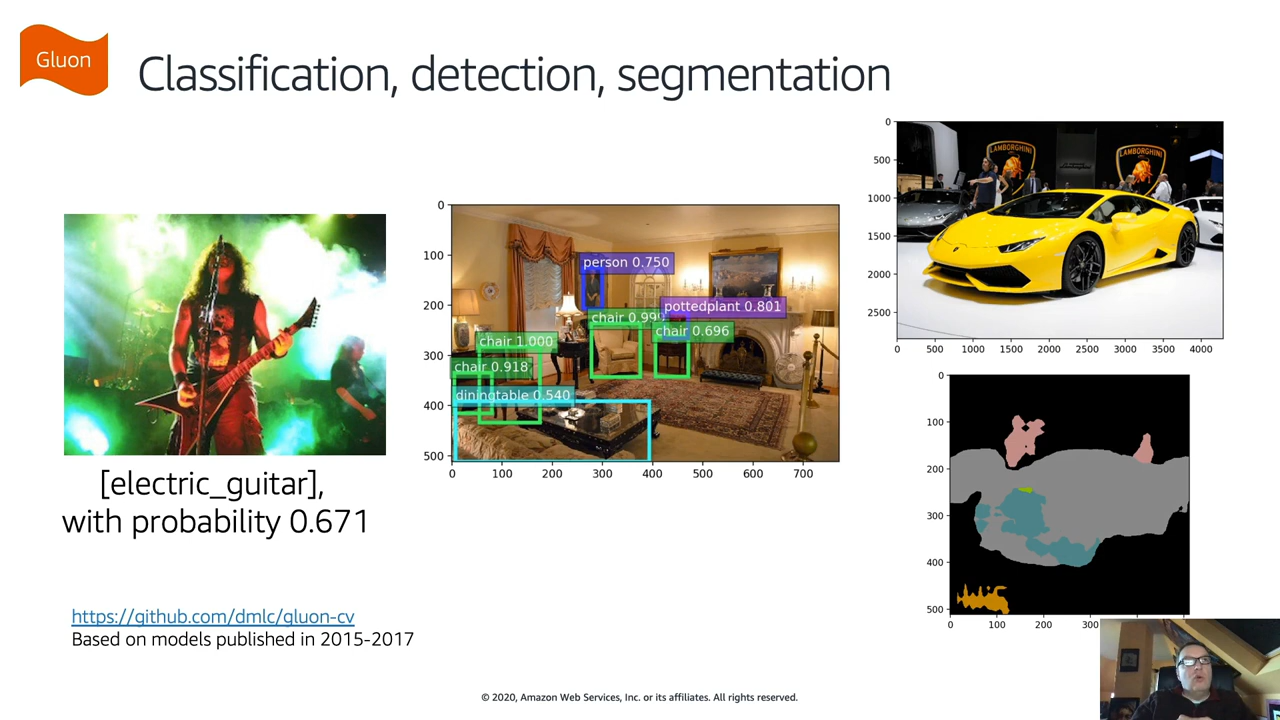 Gluon
Classification, detection, segmentation
[electric_guitar],
with probability 0.671
0
100
200
300
400
500
0 100 200 300 400 500 600 700
person 0.750
pottedplant 0.801
chair 0.999
chair 0.696
chair 1.000
chair 0.918
diningtable 0.540
0
500
1000
1500
2000
2500
0 500 1000 1500 2000 2500 3000 3500 4000
LAMBORGHINI
LAMBORGHINI
0
100
200
300
400
500
0 100 200 300
https://github.com/dmlc/gluon-cv
Based on models published in 2015-2017
© 2020, Amazon Web Services, Inc. or its affiliates. All rights reserved.